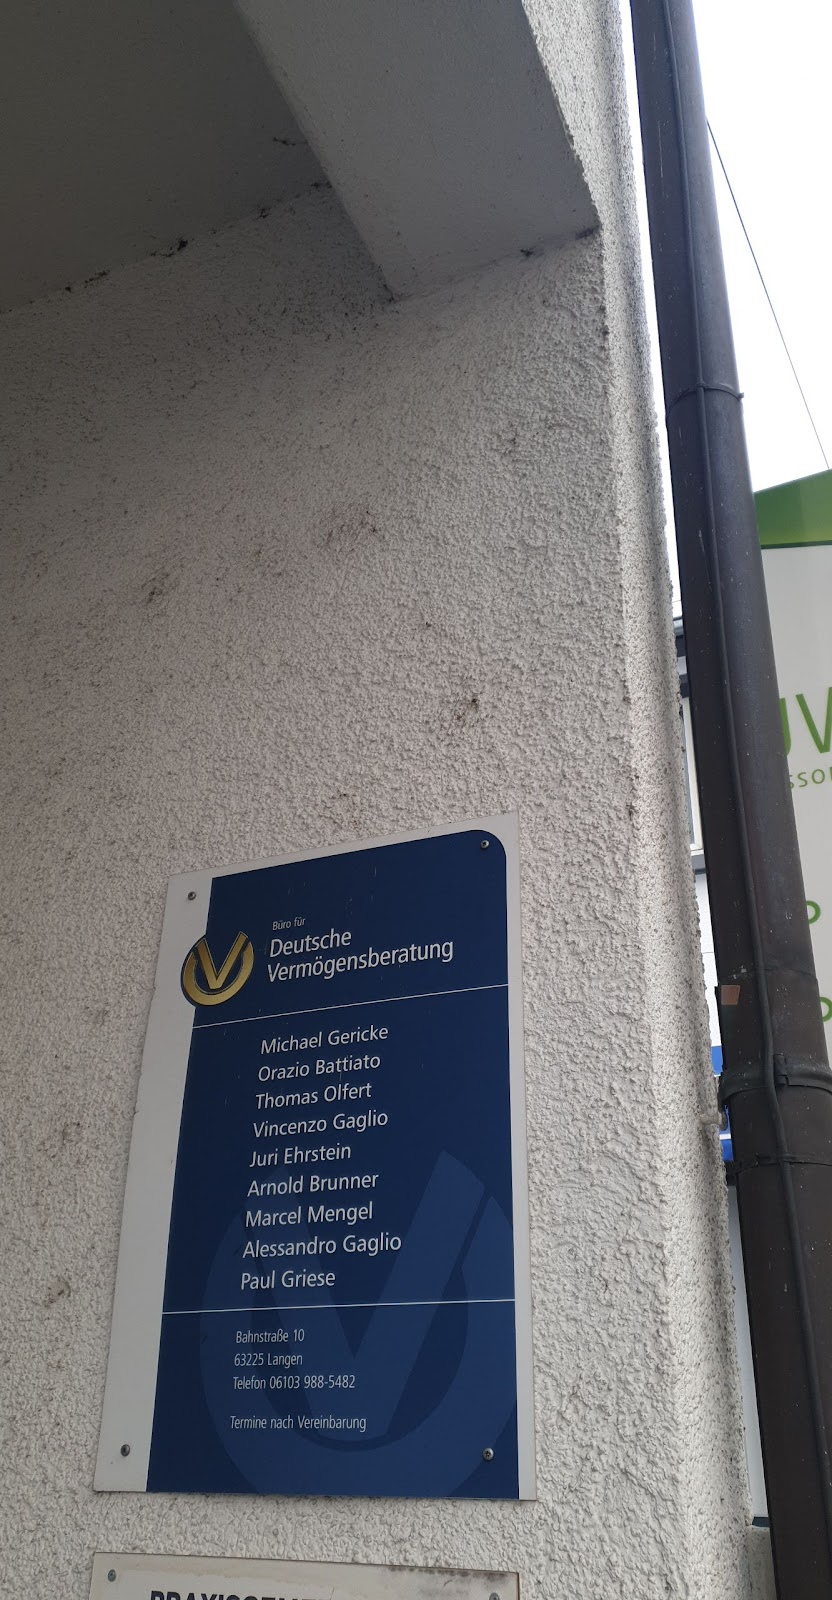 Büro für
Deutsche
Vermögensberatung
Michael Gericke
Orazio Battiato
Thomas Olfert
Vincenzo Gaglio
Juri Ehrstein
Arnold Brunner
Marcel Mengel
Alessandro Gaglio
Paul Griese
Bahnstraße 10
63225 Langen
Telefon 06103 988-5482
Termine nach Vereinbarung